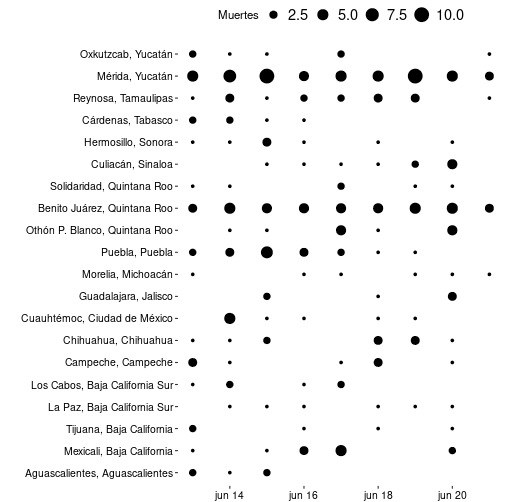 Muertes 2.5 5.0 7.5 10.0
Oxkutzcab, Yucatán
Mérida, Yucatán
Reynosa, Tamaulipas
Cárdenas, Tabasco
Hermosillo, Sonora
Culiacán, Sinaloa
Solidaridad, Quintana Roo
Benito Juárez, Quintana Roo
Othón P. Blanco, Quintana Roo
Puebla, Puebla
Morelia, Michoacán
Guadalajara, Jalisco
Cuauhtémoc, Ciudad de México
Chihuahua, Chihuahua
Campeche, Campeche
Los Cabos, Baja California Sur
La Paz, Baja California Sur
Tijuana, Baja California
Mexicali, Baja California
Aguascalientes, Aguascalientes
jun 14 jun 16 jun 18 jun 20